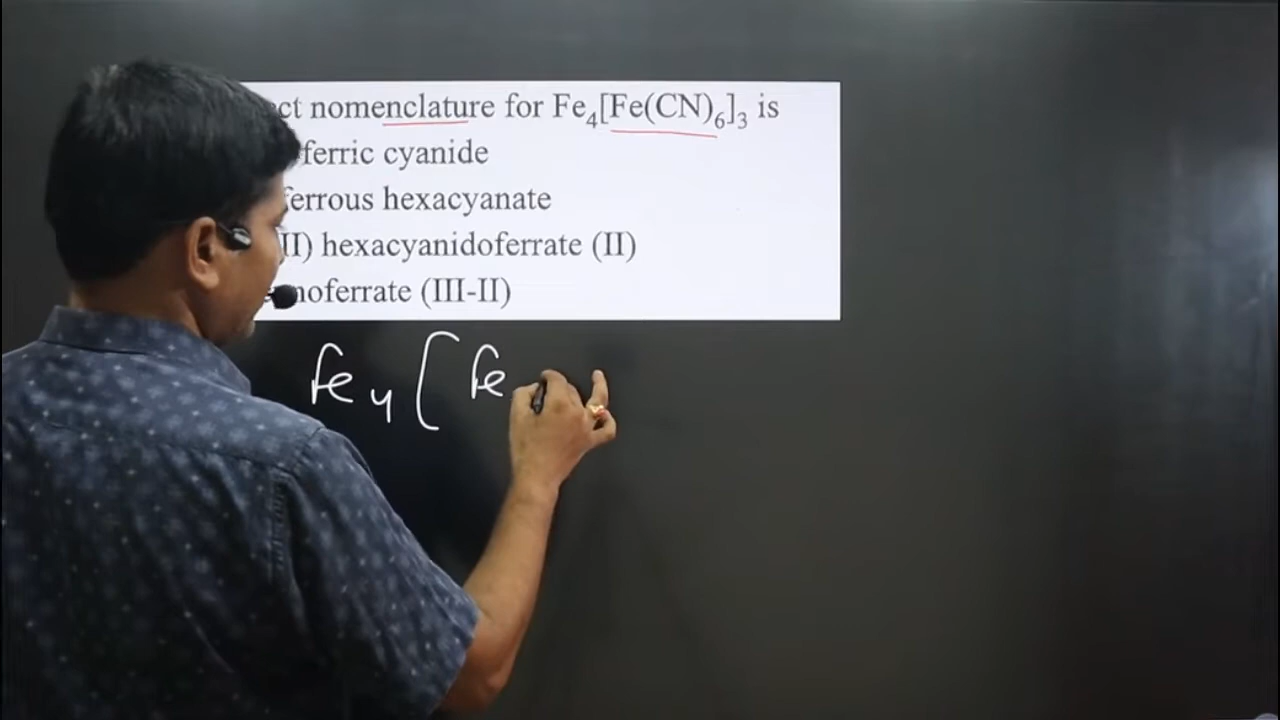 ct nomenclature for Fe₄[Fe(CN)₆]₃ is
ferric cyanide
ferrous hexacyanate
II) hexacyanidoferrate (II)
noferrate (III-II)
Fe₄ [ Fe